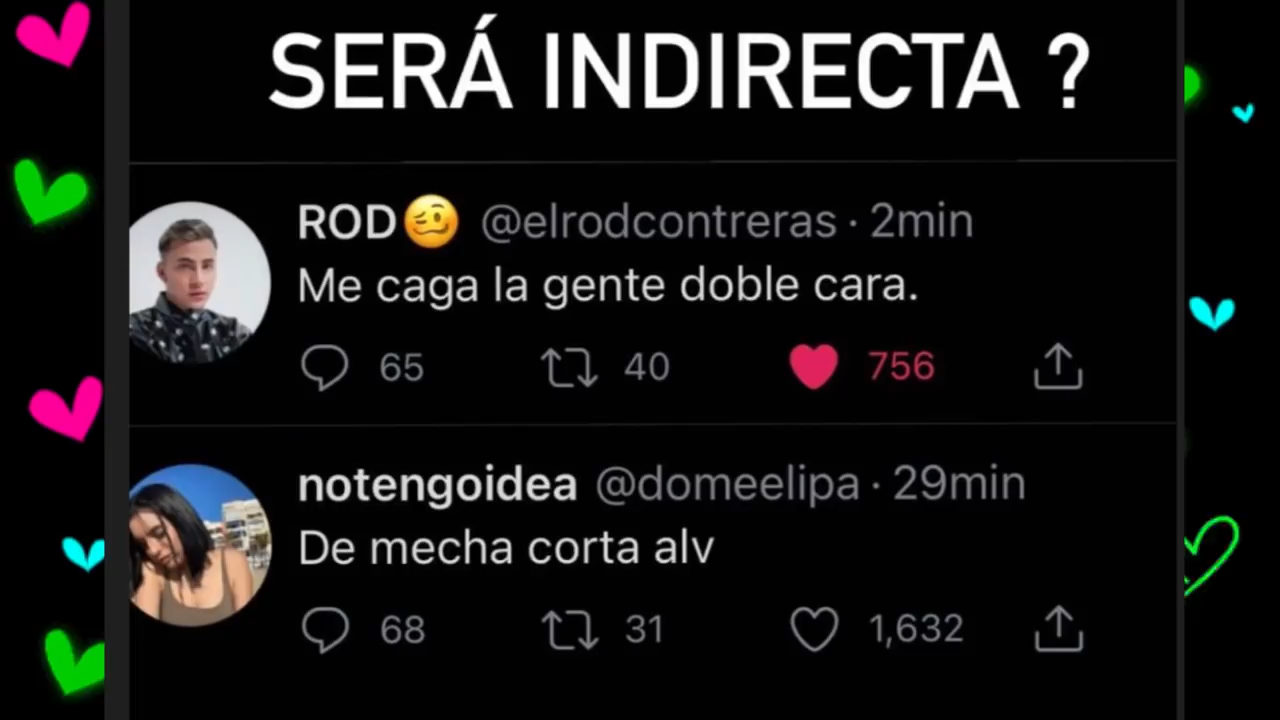 SERÁ INDIRECTA ?
ROD🥴 @elrodcontreras · 2min
Me caga la gente doble cara.
65 40 756
notengoidea @domeelipa · 29min
De mecha corta alv
68 31 1,632